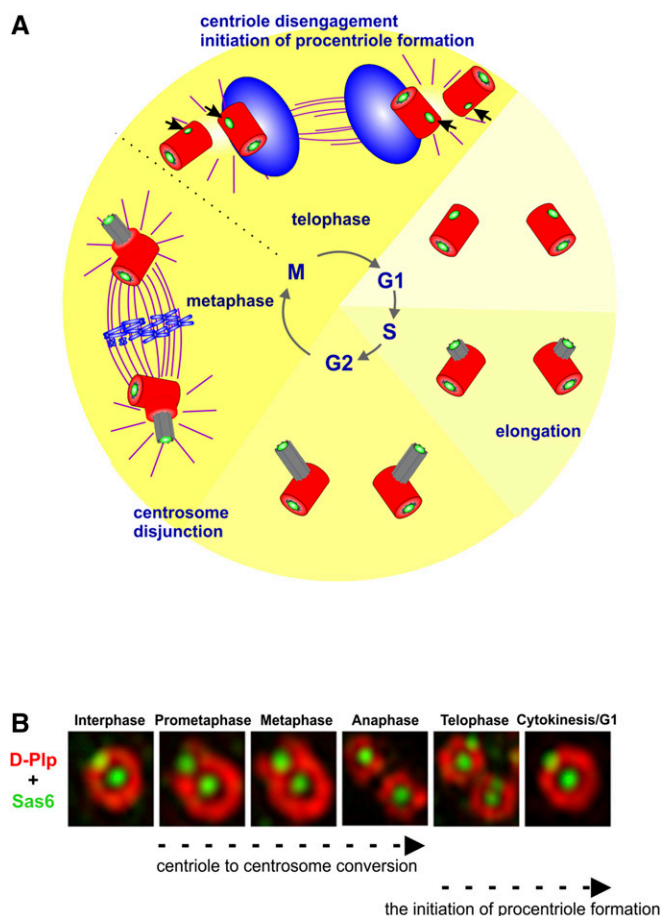 A
centriole disengagement
initiation of procentriole formation
telophase
M
G1
metaphase
S
G2
elongation
centrosome
disjunction
B
Interphase Prometaphase Metaphase Anaphase Telophase Cytokinesis/G1
D-Plp
+
Sas6
centriole to centrosome conversion
the initiation of procentriole formation